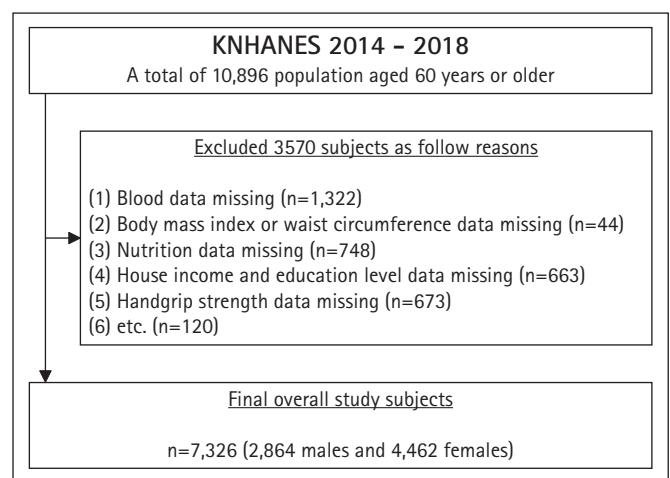 KNHANES 2014 - 2018
A total of 10,896 population aged 60 years or older
Excluded 3570 subjects as follow reasons
(1) Blood data missing (n=1,322)
(2) Body mass index or waist circumference data missing (n=44)
(3) Nutrition data missing (n=748)
(4) House income and education level data missing (n=663)
(5) Handgrip strength data missing (n=673)
(6) etc. (n=120)
Final overall study subjects
n=7,326 (2,864 males and 4,462 females)